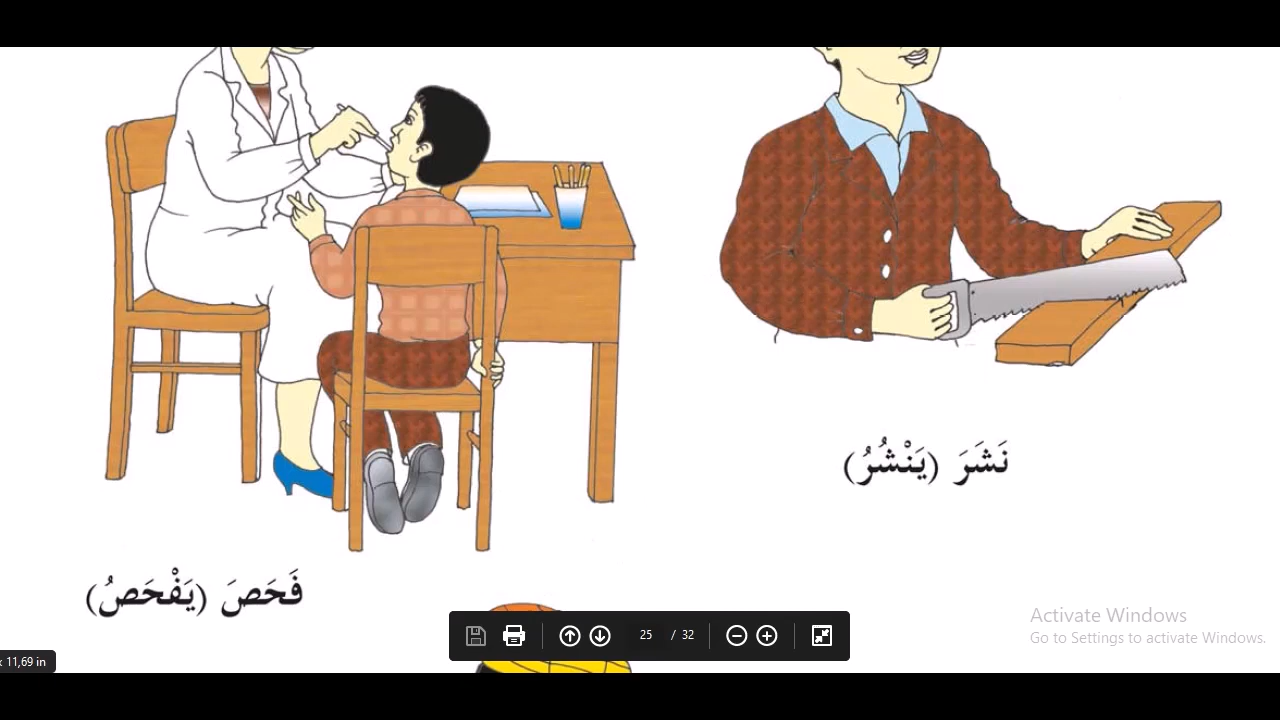 نَشَرَ (يَنْشُرُ)
فَحَصَ (يَفْحَصُ)
25 / 32
Activate Windows
Go to Settings to activate Windows.
x 11,69 in